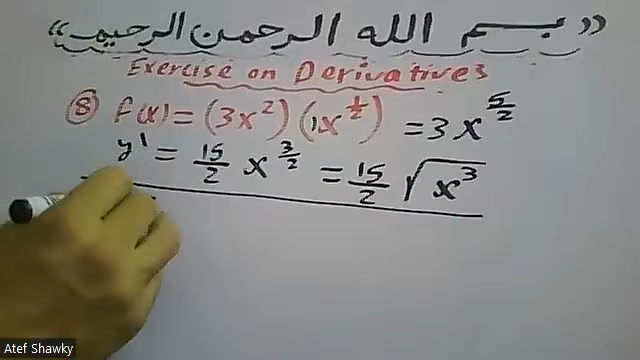 «بسم الله الرحمن الرحيم»
Exercise on Derivatives
⑧ f(x) = (3x²)(1x^½) = 3x^(5/2)
y' = 15/2 x^(3/2) = 15/2 √x³
Atef Shawky